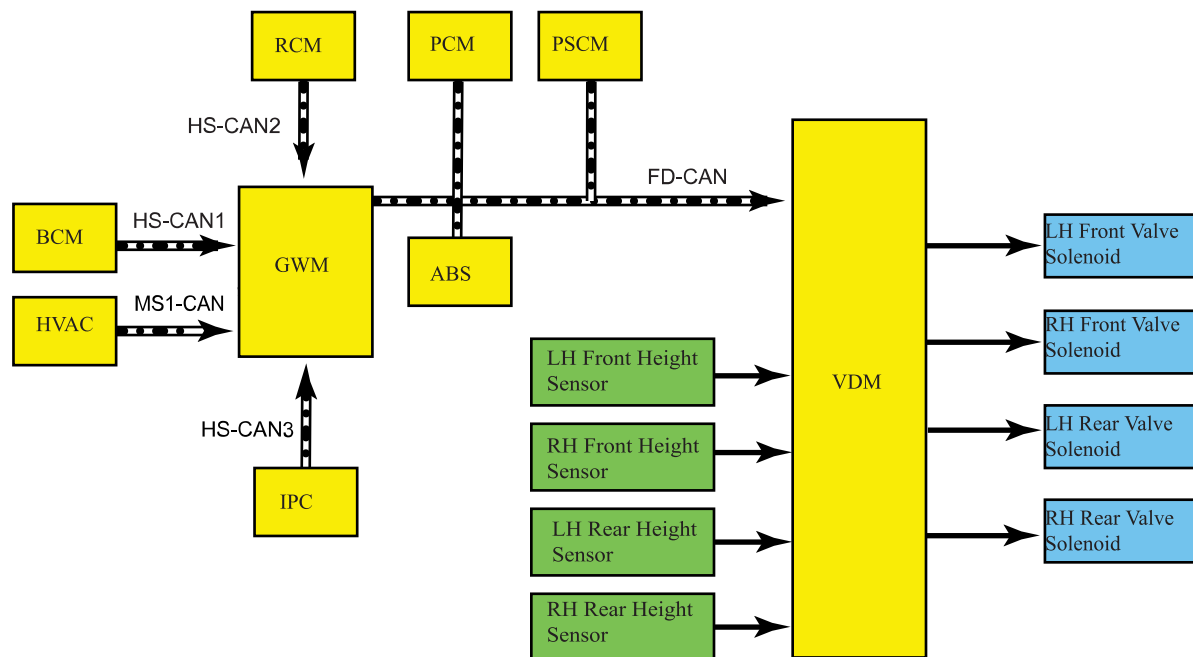 RCM
PCM
PSCM
HS-CAN2
FD-CAN
BCM
HS-CAN1
GWM
ABS
HVAC
MS1-CAN
HS-CAN3
IPC
LH Front Height
Sensor
RH Front Height
Sensor
LH Rear Height
Sensor
RH Rear Height
Sensor
VDM
LH Front Valve
Solenoid
RH Front Valve
Solenoid
LH Rear Valve
Solenoid
RH Rear Valve
Solenoid